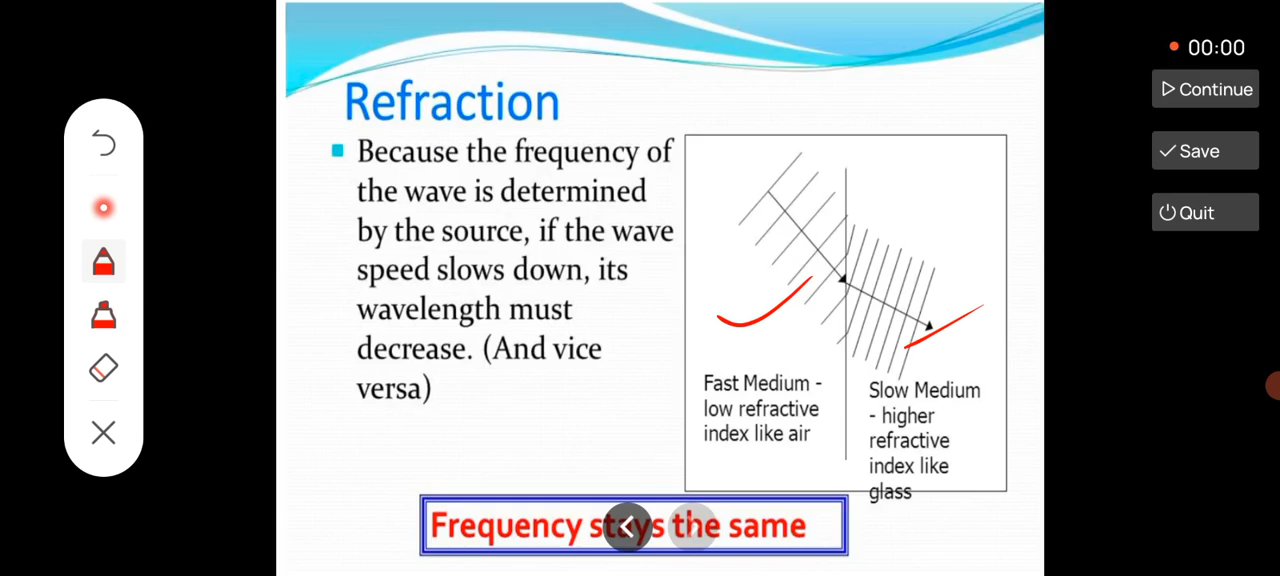 00:00
Continue
Save
Quit
Refraction
Because the frequency of
the wave is determined
by the source, if the wave
speed slows down, its
wavelength must
decrease. (And vice
versa)
Fast Medium -
low refractive
index like air
Slow Medium
- higher
refractive
index like
glass
Frequency stays the same